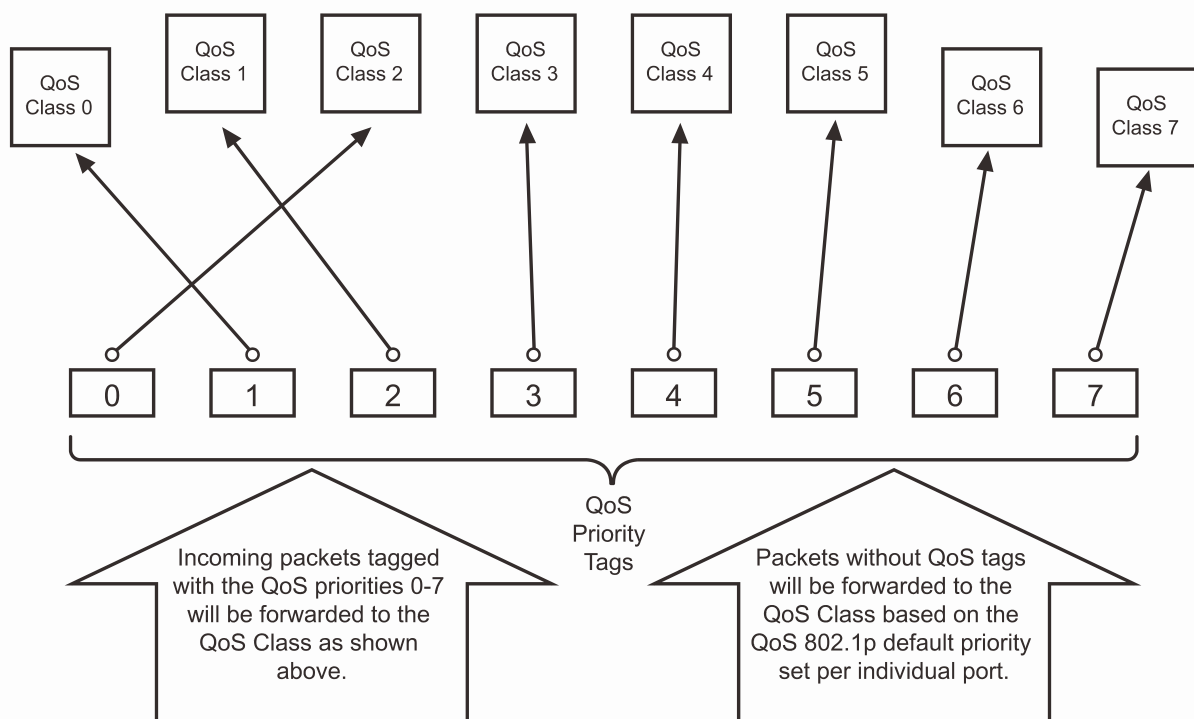 QoS
Class 0
QoS
Class 1
QoS
Class 2
QoS
Class 3
QoS
Class 4
QoS
Class 5
QoS
Class 6
QoS
Class 7
0
1
2
3
4
5
6
7
QoS
Priority
Tags
Incoming packets tagged
with the QoS priorities 0-7
will be forwarded to the
QoS Class as shown
above.
Packets without QoS tags
will be forwarded to the
QoS Class based on the
QoS 802.1p default priority
set per individual port.